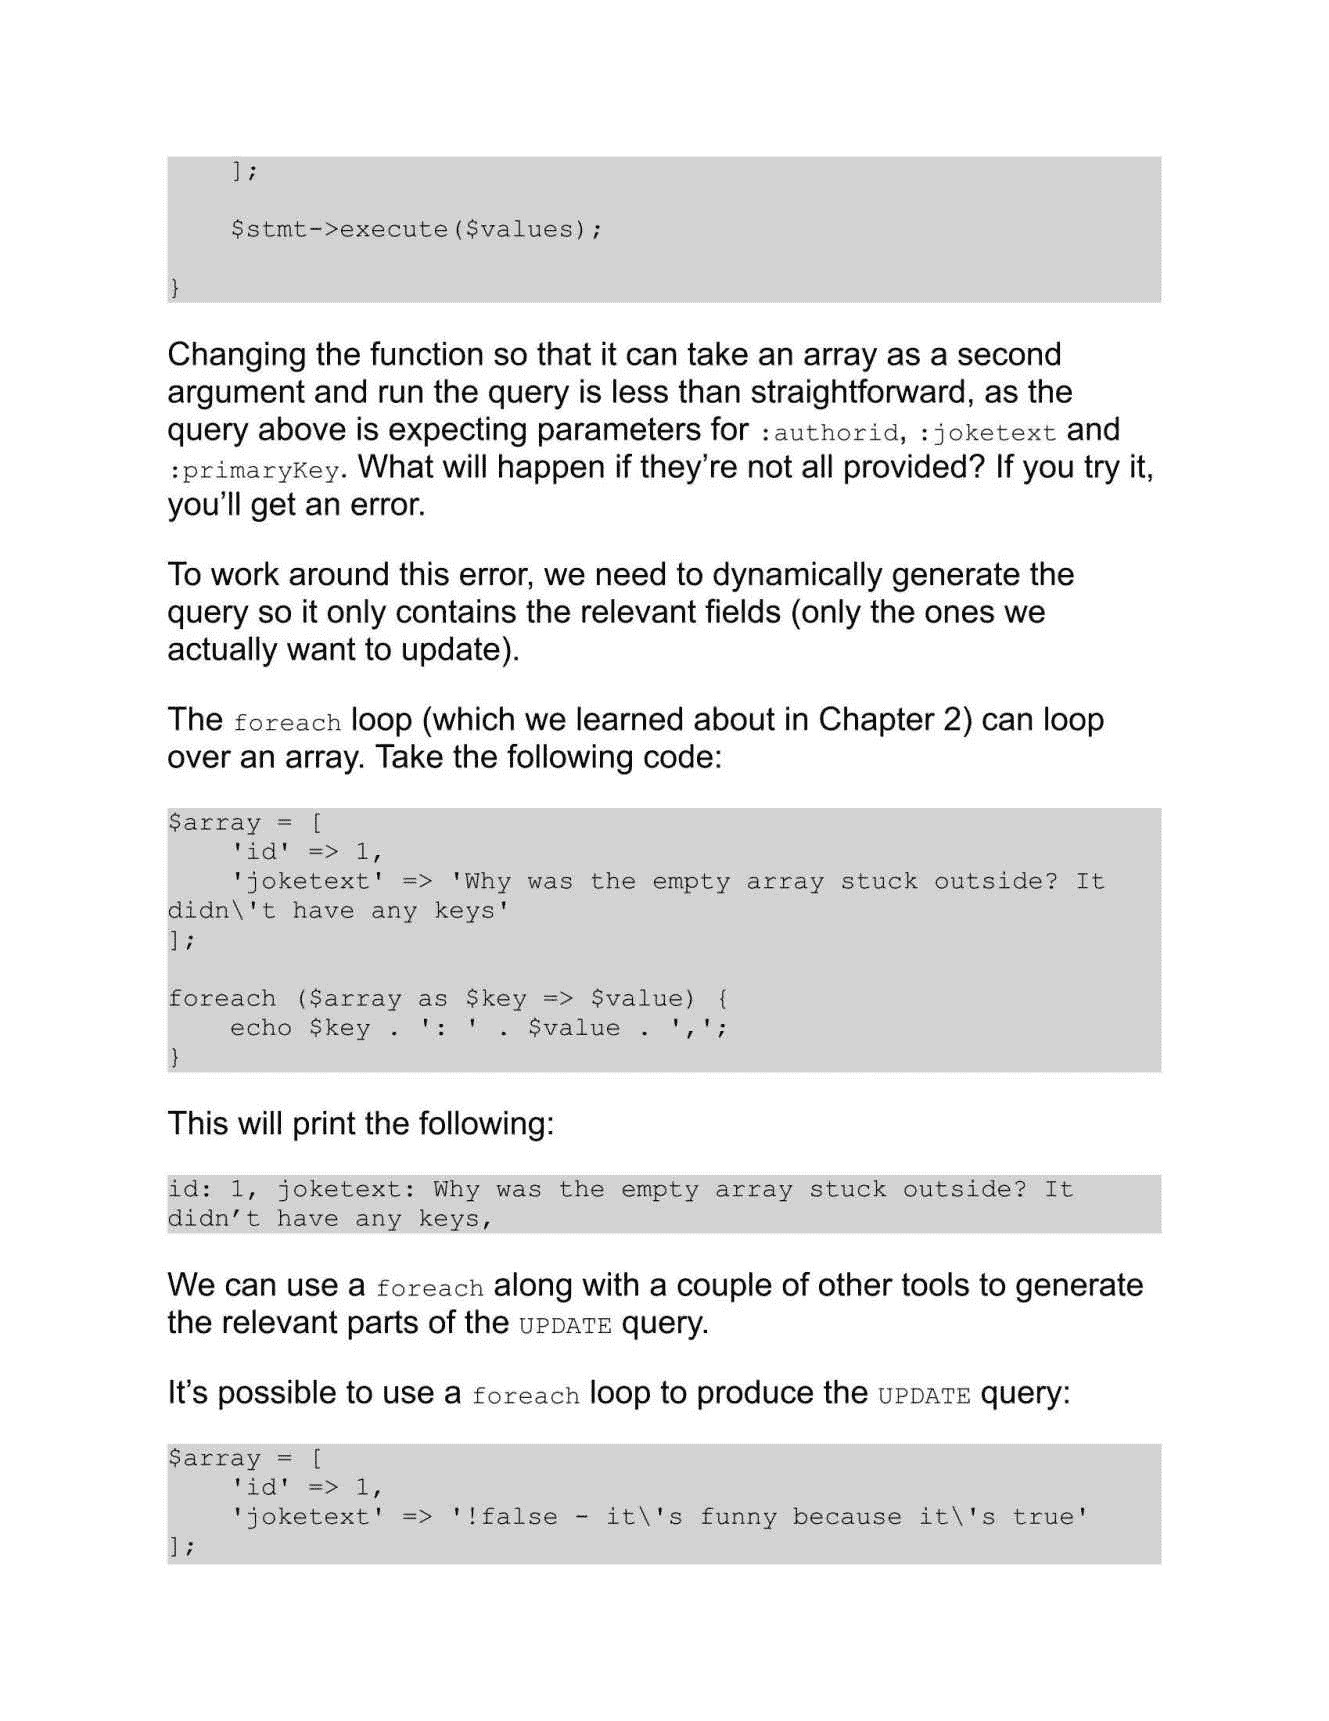 ];
$stmt->execute($values);
}
Changing the function so that it can take an array as a second
argument and run the query is less than straightforward, as the
query above is expecting parameters for :authorid, :joketext and
:primaryKey. What will happen if they’re not all provided? If you try it,
you’ll get an error.
To work around this error, we need to dynamically generate the
query so it only contains the relevant fields (only the ones we
actually want to update).
The foreach loop (which we learned about in Chapter 2) can loop
over an array. Take the following code:
$array = [
'id' => 1,
'joketext' => 'Why was the empty array stuck outside? It
didn\'t have any keys'
];
foreach ($array as $key => $value) {
echo $key . ': ' . $value . ',';
}
This will print the following:
id: 1, joketext: Why was the empty array stuck outside? It
didn’t have any keys,
We can use a foreach along with a couple of other tools to generate
the relevant parts of the UPDATE query.
It’s possible to use a foreach loop to produce the UPDATE query:
$array = [
'id' => 1,
'joketext' => '!false - it\'s funny because it\'s true'
];